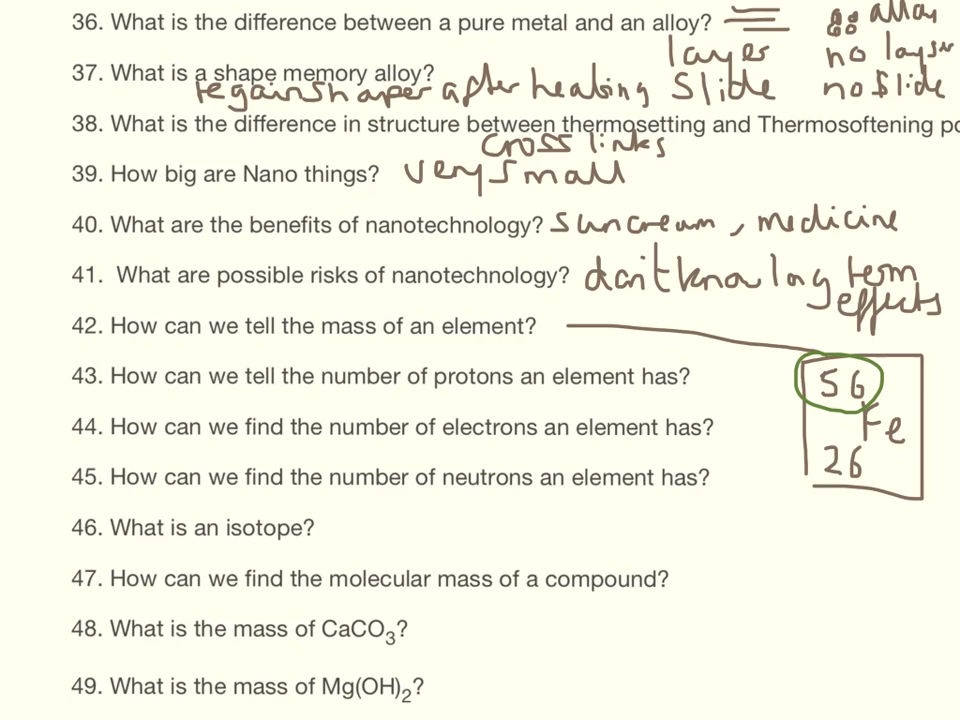 36. What is the difference between a pure metal and an alloy? alloy
layer no layer
37. What is a shape memory alloy?
regain shape after heating slide no slide
38. What is the difference in structure between thermosetting and Thermosoftening po
cross links
39. How big are Nano things? very small
40. What are the benefits of nanotechnology? suncream, medicine
41. What are possible risks of nanotechnology? don't know long term
effects
42. How can we tell the mass of an element?
43. How can we tell the number of protons an element has? 56
44. How can we find the number of electrons an element has? Fe
26
45. How can we find the number of neutrons an element has?
46. What is an isotope?
47. How can we find the molecular mass of a compound?
48. What is the mass of CaCO₃?
49. What is the mass of Mg(OH)₂?